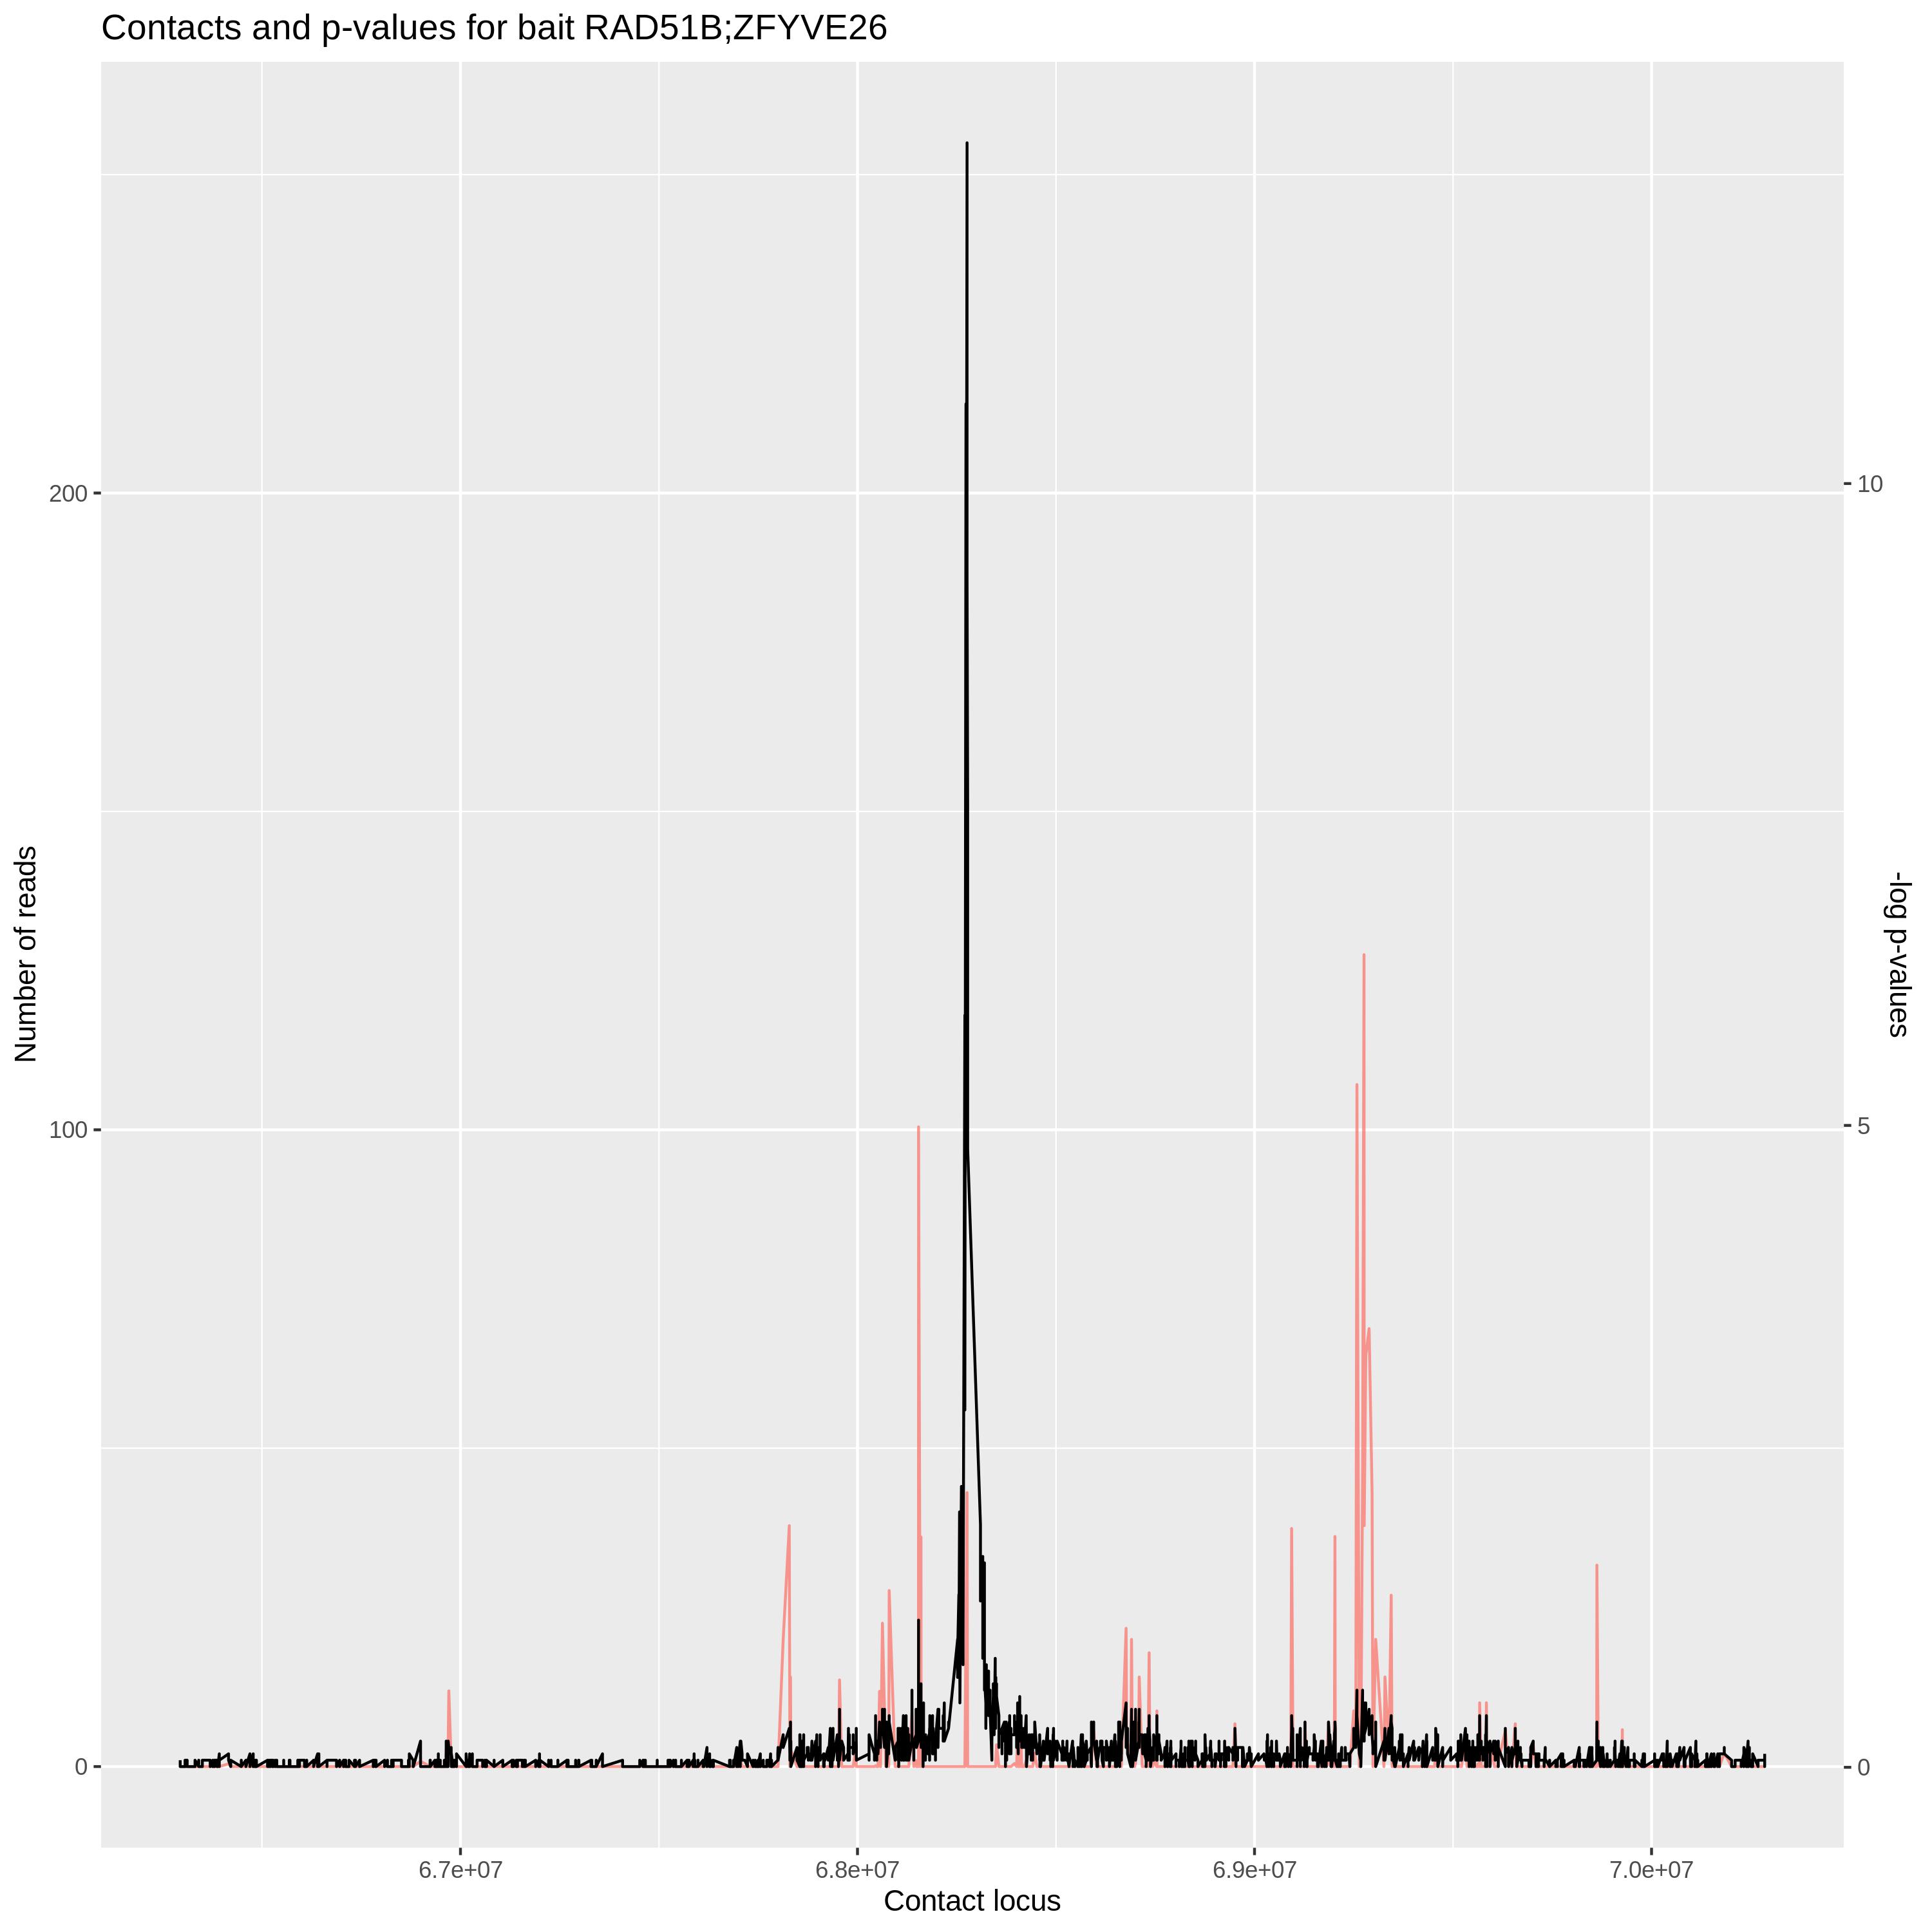 Contacts and p-values for bait RAD51B;ZFYVE26
200
100
0
Number of reads
10
5
0
-log p-values
6.7e+07
6.8e+07
6.9e+07
7.0e+07
Contact locus